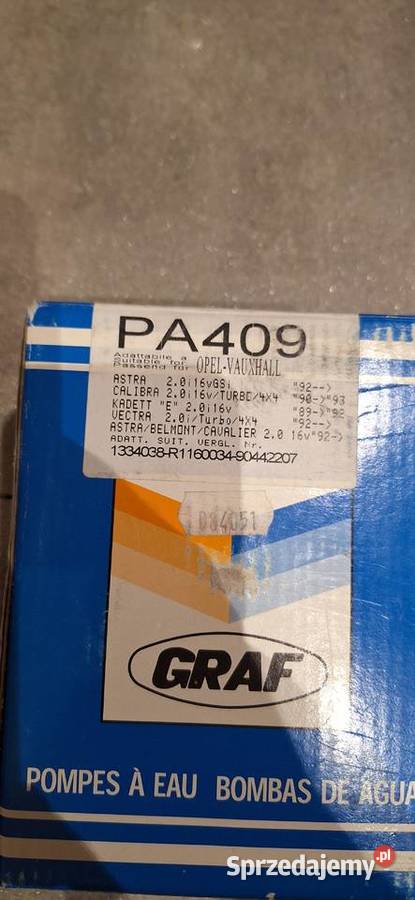 PA409
Adattabile a
Suitable for
Passend für OPEL-VAUXHALL
ASTRA 2.0i16vGSi "92-->
CALIBRA 2.0i16v/TURBO/4X4 "90->"93
KADETT "E" 2.0i16v "89->"92
VECTRA 2.0i/Turbo/4X4 "92-->
ASTRA/BELMONT/CAVALIER 2.0 16v"92->
ADATT. SUIT. VERGL. Nr.
1334038-R1160034-90442207
084051
GRAF
POMPES À EAU BOMBAS DE AGUA
Sprzedajemy.pl